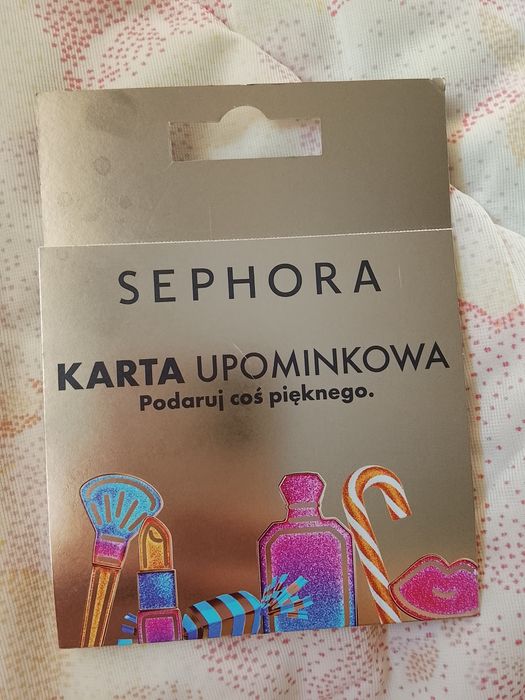 SEPHORA
KARTA UPOMINKOWA
Podaruj coś pięknego.